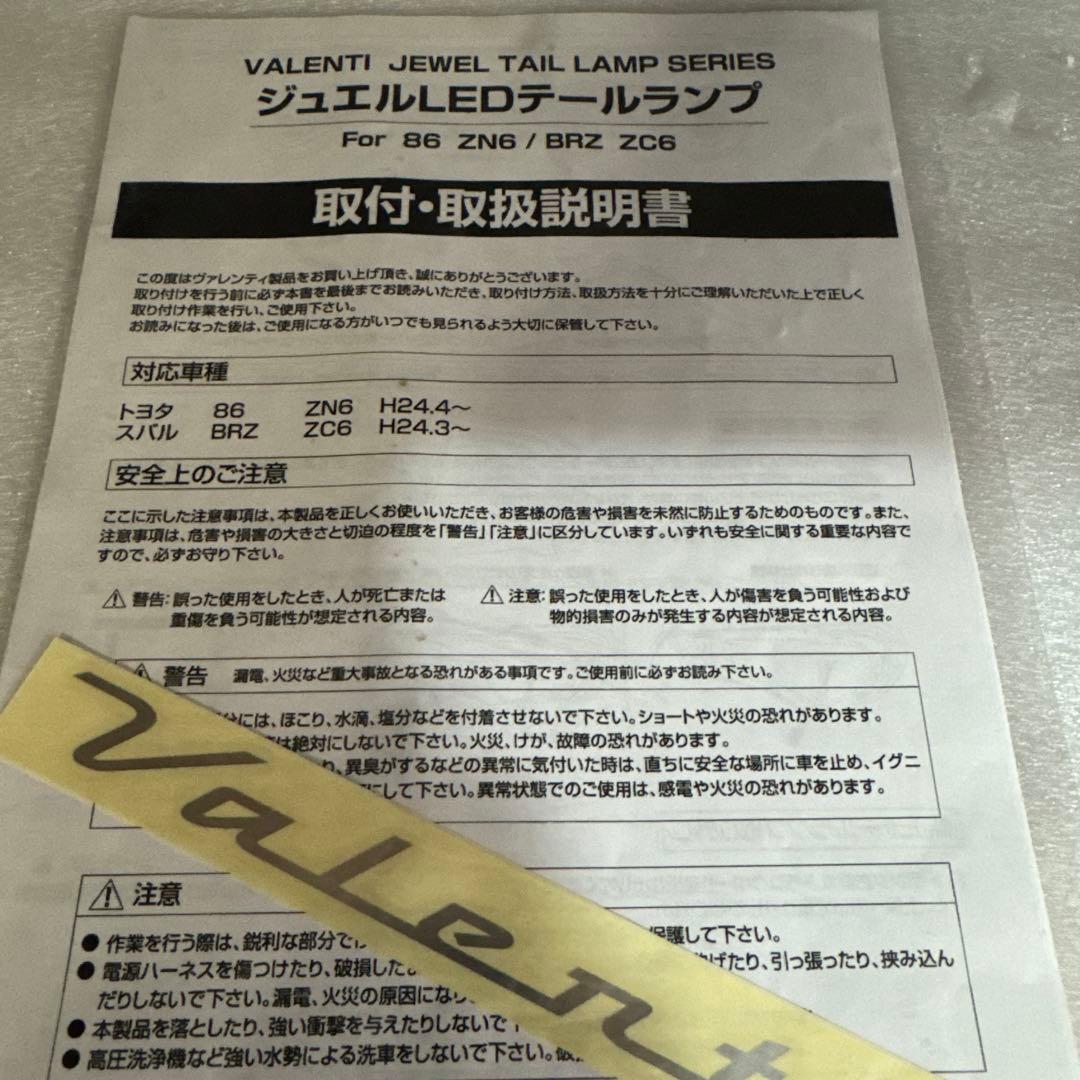 VALENTI JEWEL TAIL LAMP SERIES
ジュエルLEDテールランプ
For 86 ZN6 / BRZ ZC6
取付・取扱説明書
この度はヴァレンティ製品をお買い上げ頂き、誠にありがとうございます。
取り付けを行う前に必ず本書を最後までお読みいただき、取り付け方法、取扱方法を十分にご理解いただいた上で正しく
取り付け作業を行い、ご使用下さい。
お読みになった後は、ご使用になる方がいつでも見られるよう大切に保管して下さい。
対応車種
トヨタ 86 ZN6 H24.4～
スバル BRZ ZC6 H24.3～
安全上のご注意
ここに示した注意事項は、本製品を正しくお使いいただき、お客様の危害や損害を未然に防止するためのものです。また、
注意事項は、危害や損害の大きさと切迫の程度を「警告」「注意」に区分しています。いずれも安全に関する重要な内容で
すので、必ずお守り下さい。
⚠ 警告：誤った使用をしたとき、人が死亡または
重傷を負う可能性が想定される内容。
⚠ 注意：誤った使用をしたとき、人が傷害を負う可能性および
物的損害のみが発生する内容が想定される内容。
⚠ 警告 漏電、火災など重大事故となる恐れがある事項です。ご使用前に必ずお読み下さい。
には、ほこり、水滴、塩分などを付着させないで下さい。ショートや火災の恐れがあります。
は絶対にしないで下さい。火災、けが、故障の恐れがあります。
り、異臭がするなどの異常に気付いた時は、直ちに安全な場所に車を止め、イグニ
にして下さい。異常状態でのご使用は、感電や火災の恐れがあります。
⚠ 注意
● 作業を行う際は、鋭利な部分で 保護して下さい。
● 電源ハーネスを傷つけたり、破損した げたり、引っ張ったり、挟み込ん
だりしないで下さい。漏電、火災の原因になり
● 本製品を落としたり、強い衝撃を与えたりしないで
● 高圧洗浄機など強い水勢による洗車をしないで下さい。
Valent